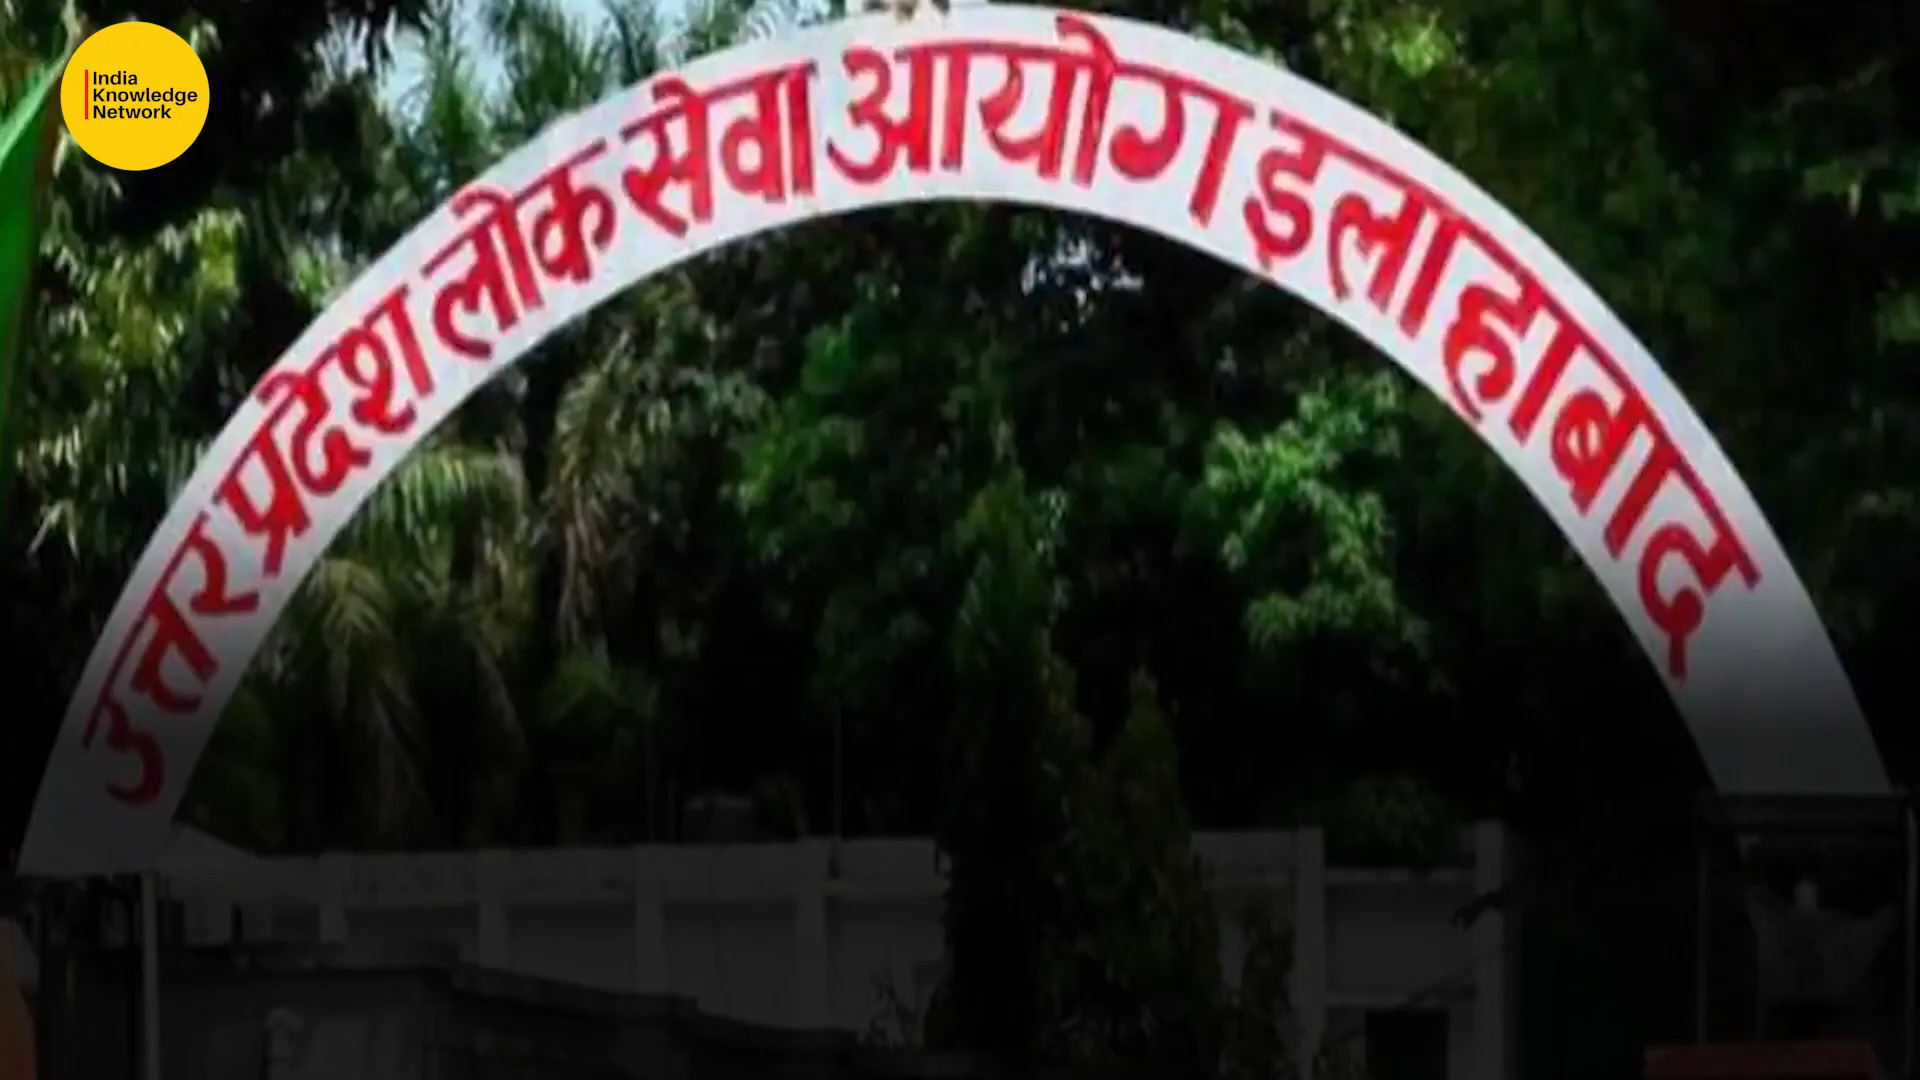 India
Knowledge
Network
उत्तर प्रदेश लोक सेवा आयोग इलाहाबाद